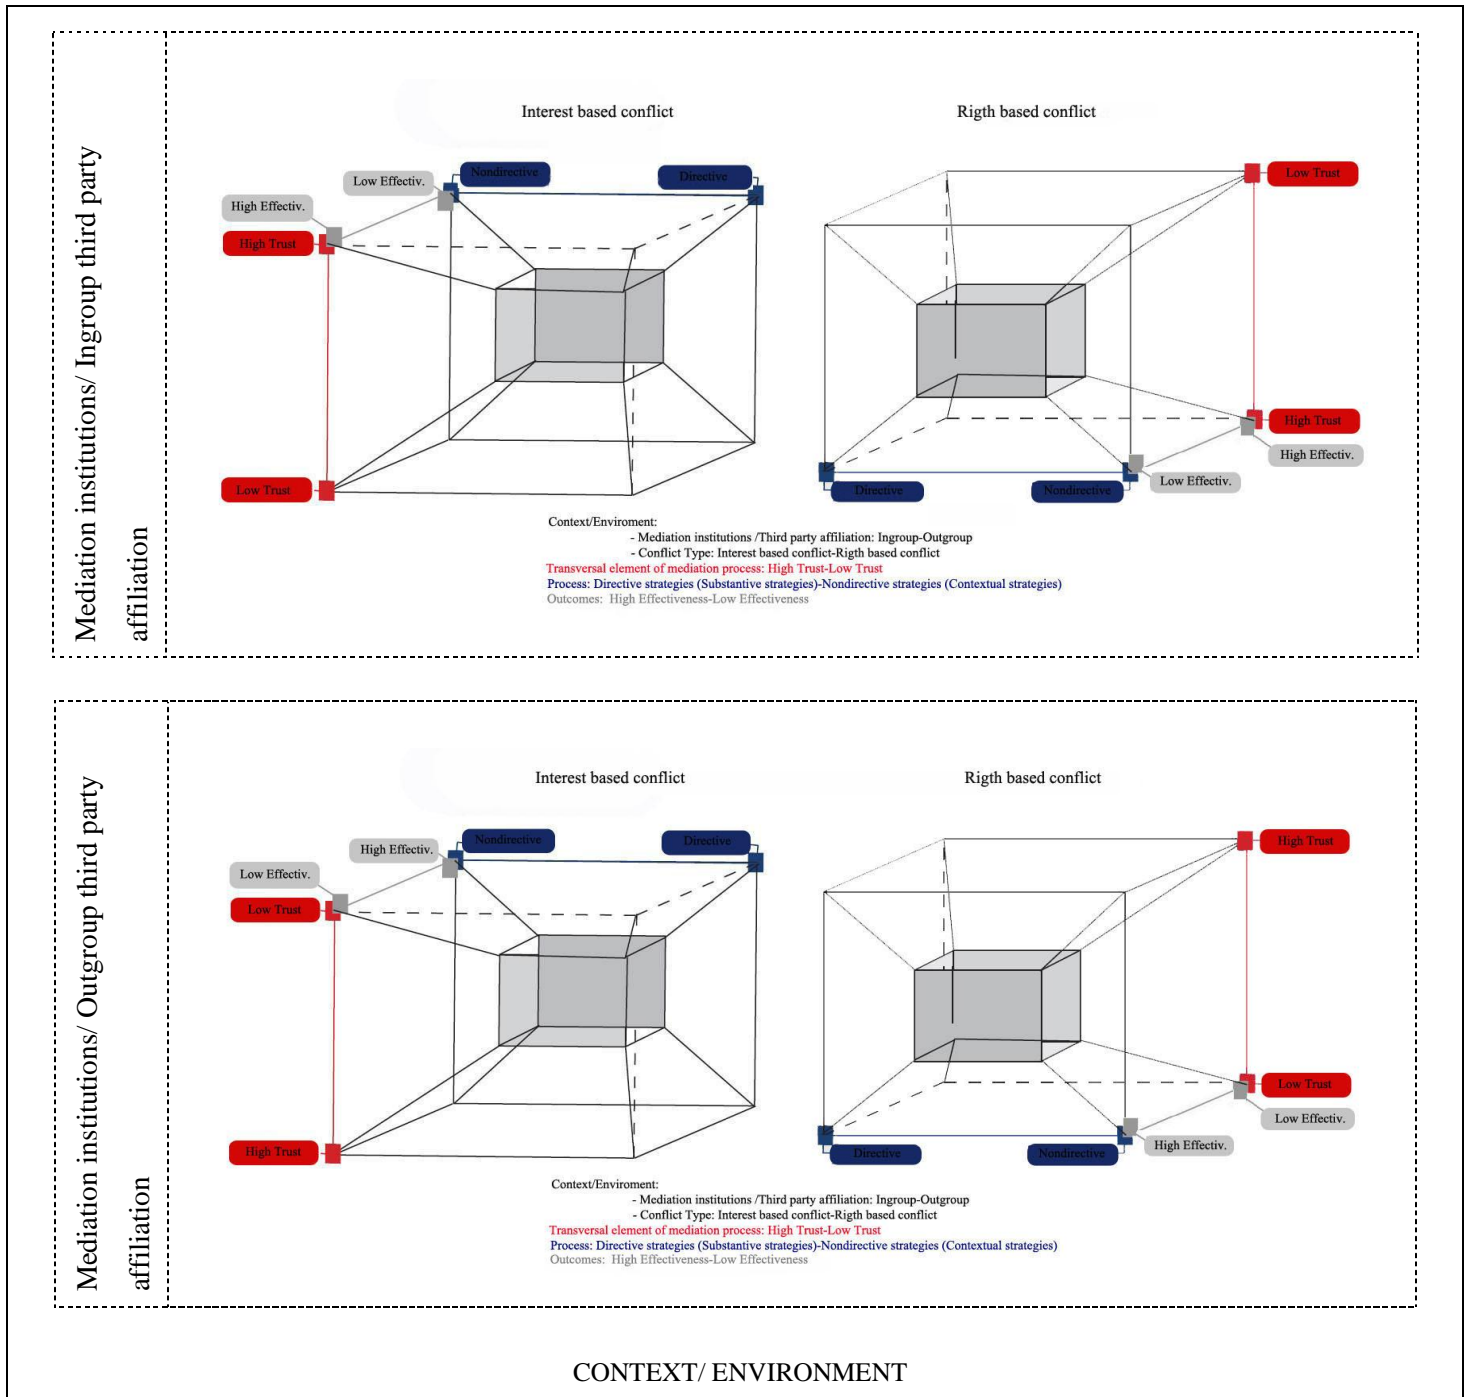 Mediation institutions/ Ingroup third party
affiliation
Interest based conflict
Rigth based conflict
Nondirective
Directive
Low Effectiv.
High Effectiv.
High Trust
Low Trust
Low Trust
High Trust
High Effectiv.
Low Effectiv.
Directive
Nondirective
Context/Enviroment:
- Mediation institutions /Third party affiliation: Ingroup-Outgroup
- Conflict Type: Interest based conflict-Rigth based conflict
Transversal element of mediation process: High Trust-Low Trust
Process: Directive strategies (Substantive strategies)-Nondirective strategies (Contextual strategies)
Outcomes: High Effectiveness-Low Effectiveness
Mediation institutions/ Outgroup third party
affiliation
Interest based conflict
Rigth based conflict
Nondirective
Directive
High Effectiv.
Low Effectiv.
Low Trust
High Trust
High Trust
Low Trust
Low Effectiv.
High Effectiv.
Directive
Nondirective
Context/Enviroment:
- Mediation institutions /Third party affiliation: Ingroup-Outgroup
- Conflict Type: Interest based conflict-Rigth based conflict
Transversal element of mediation process: High Trust-Low Trust
Process: Directive strategies (Substantive strategies)-Nondirective strategies (Contextual strategies)
Outcomes: High Effectiveness-Low Effectiveness
CONTEXT/ ENVIRONMENT